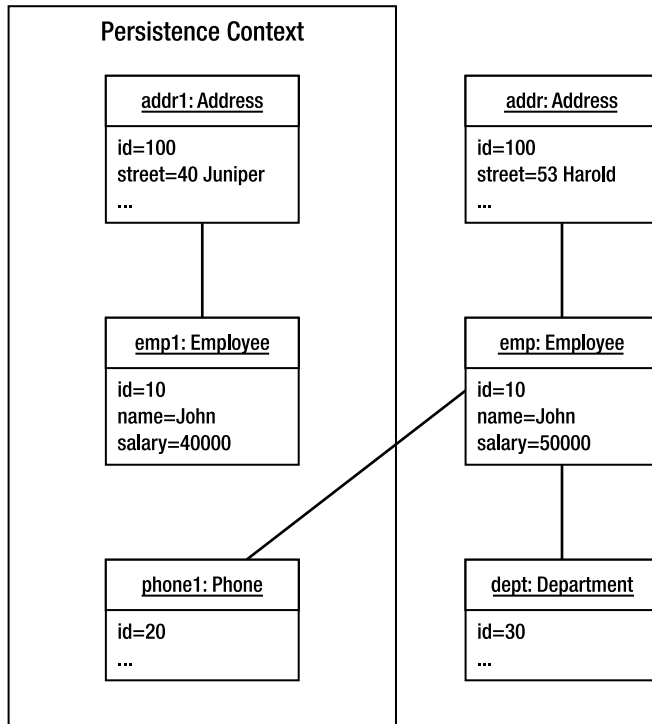 Persistence Context
addr1: Address
id=100
street=40 Juniper
...
addr: Address
id=100
street=53 Harold
...
emp1: Employee
id=10
name=John
salary=40000
emp: Employee
id=10
name=John
salary=50000
phone1: Phone
id=20
...
dept: Department
id=30
...